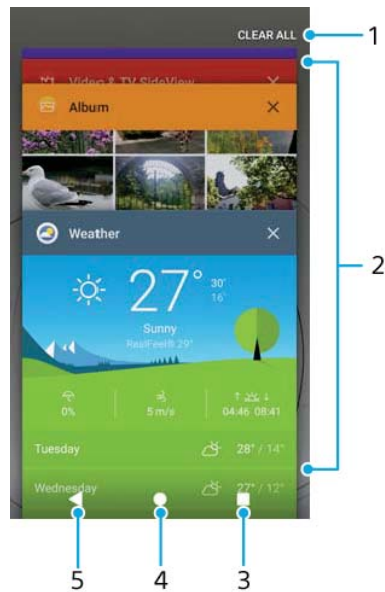 CLEAR ALL
1
Video & TV SideView
Album
2
Weather
27° 30° 16°
Sunny
RealFeel® 29°
0% 5 m/s 04:46 08:41
Tuesday 28° / 14°
Wednesday 27° / 12°
5 4 3